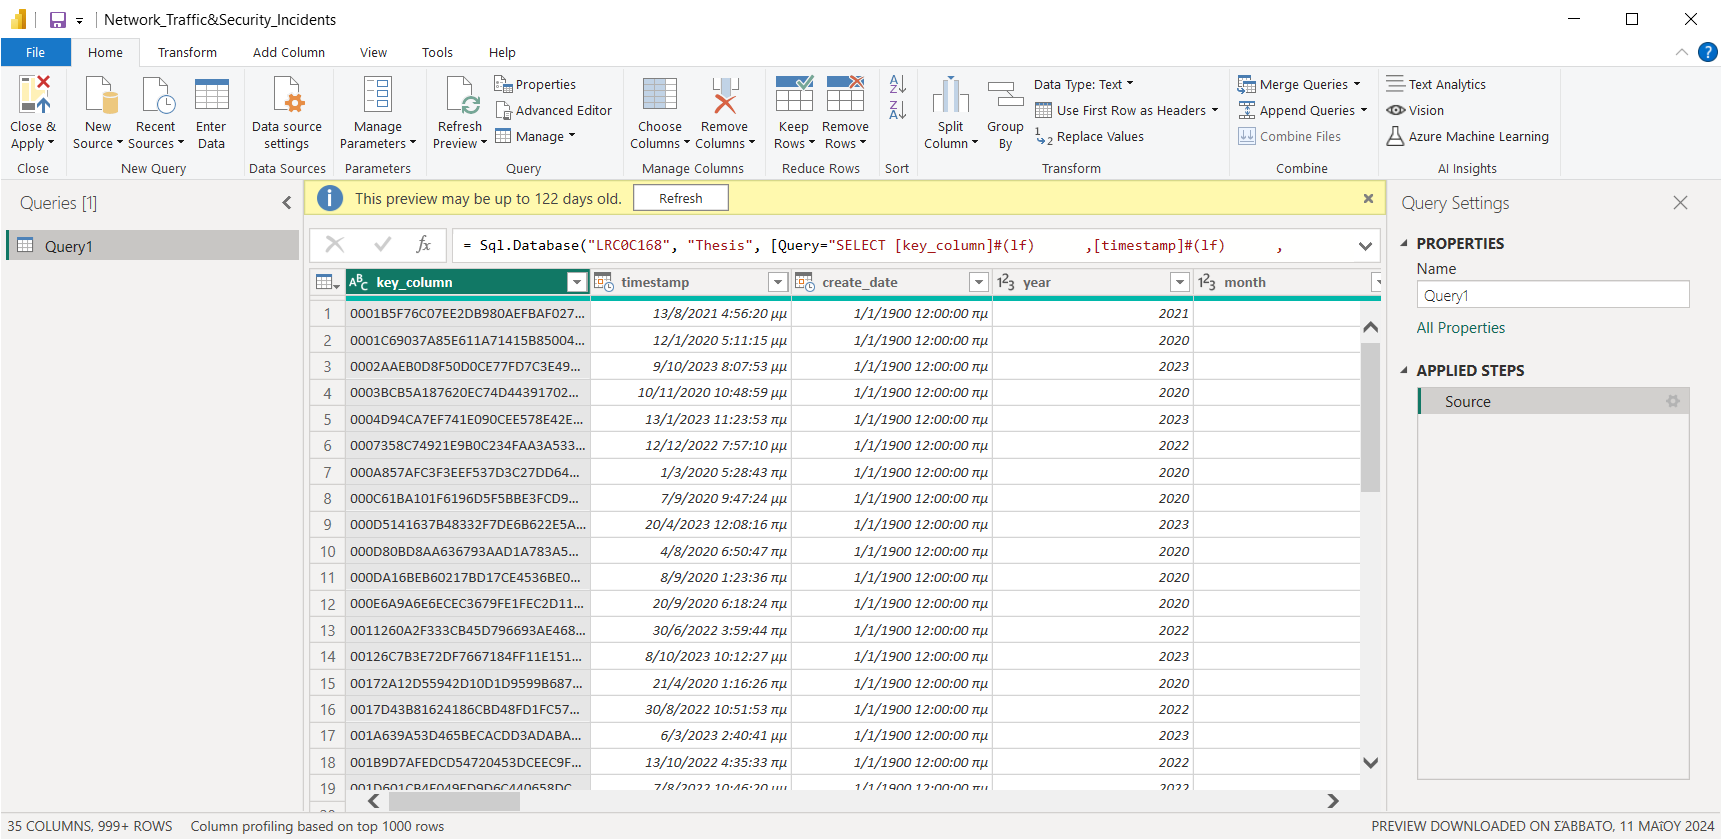 Network_Traffic&Security_Incidents
File Home Transform Add Column View Tools Help
Close & Apply
Close
New Source
Recent Sources
Enter Data
New Query
Data source settings
Data Sources
Manage Parameters
Parameters
Refresh Preview
Properties
Advanced Editor
Manage
Query
Choose Columns
Remove Columns
Manage Columns
Keep Rows
Remove Rows
Reduce Rows
Sort
Split Column
Group By
Data Type: Text
Use First Row as Headers
Replace Values
Transform
Merge Queries
Append Queries
Combine Files
Combine
Text Analytics
Vision
Azure Machine Learning
AI Insights
Queries [1]
Query1
This preview may be up to 122 days old. Refresh
= Sql.Database("LRC0C168", "Thesis", [Query="SELECT [key_column]#(lf) ,[timestamp]#(lf) ,
key_column timestamp create_date year month
1 0001B5F76C07EE2DB980AEFBAF027... 13/8/2021 4:56:20 μμ 1/1/1900 12:00:00 πμ 2021
2 0001C69037A85E611A71415B85004... 12/1/2020 5:11:15 μμ 1/1/1900 12:00:00 πμ 2020
3 0002AAEB0D8F50D0CE77FD7C3E49... 9/10/2023 8:07:53 μμ 1/1/1900 12:00:00 πμ 2023
4 0003BCB5A187620EC74D44391702... 10/11/2020 10:48:59 μμ 1/1/1900 12:00:00 πμ 2020
5 0004D94CA7EF741E090CEE578E42E... 13/1/2023 11:23:53 πμ 1/1/1900 12:00:00 πμ 2023
6 0007358C74921E9B0C234FAA3A533... 12/12/2022 7:57:10 μμ 1/1/1900 12:00:00 πμ 2022
7 000A857AFC3F3EEF537D3C27DD64... 1/3/2020 5:28:43 πμ 1/1/1900 12:00:00 πμ 2020
8 000C61BA101F6196D5F5BBE3FCD9... 7/9/2020 9:47:24 μμ 1/1/1900 12:00:00 πμ 2020
9 000D5141637B48332F7DE6B622E5A... 20/4/2023 12:08:16 πμ 1/1/1900 12:00:00 πμ 2023
10 000D80BD8AA636793AAD1A783A5... 4/8/2020 6:50:47 πμ 1/1/1900 12:00:00 πμ 2020
11 000DA16BEB60217BD17CE4536BE0... 8/9/2020 1:23:36 πμ 1/1/1900 12:00:00 πμ 2020
12 000E6A9A6E6ECEC3679FE1FEC2D11... 20/9/2020 6:18:24 πμ 1/1/1900 12:00:00 πμ 2020
13 0011260A2F333CB45D796693AE468... 30/6/2022 3:59:44 πμ 1/1/1900 12:00:00 πμ 2022
14 00126C7B3E72DF7667184FF11E151... 8/10/2023 10:12:27 μμ 1/1/1900 12:00:00 πμ 2023
15 00172A12D55942D10D1D9599B687... 21/4/2020 1:16:26 πμ 1/1/1900 12:00:00 πμ 2020
16 0017D43B81624186CBD48FD1FC57... 30/8/2022 10:51:53 πμ 1/1/1900 12:00:00 πμ 2022
17 001A639A53D465BECACDD3ADABA... 6/3/2023 2:40:41 μμ 1/1/1900 12:00:00 πμ 2023
18 001B9D7AFEDCD54720453DCEEC9F... 13/10/2022 4:35:33 πμ 1/1/1900 12:00:00 πμ 2022
19 001D601CB4E049ED9D6C440658DC... 7/8/2022 10:46:20 μμ 1/1/1900 12:00:00 πμ 2022
Query Settings
PROPERTIES
Name
Query1
All Properties
APPLIED STEPS
Source
35 COLUMNS, 999+ ROWS Column profiling based on top 1000 rows
PREVIEW DOWNLOADED ON ΣΆΒΒΑΤΟ, 11 ΜΑΐΟΥ 2024